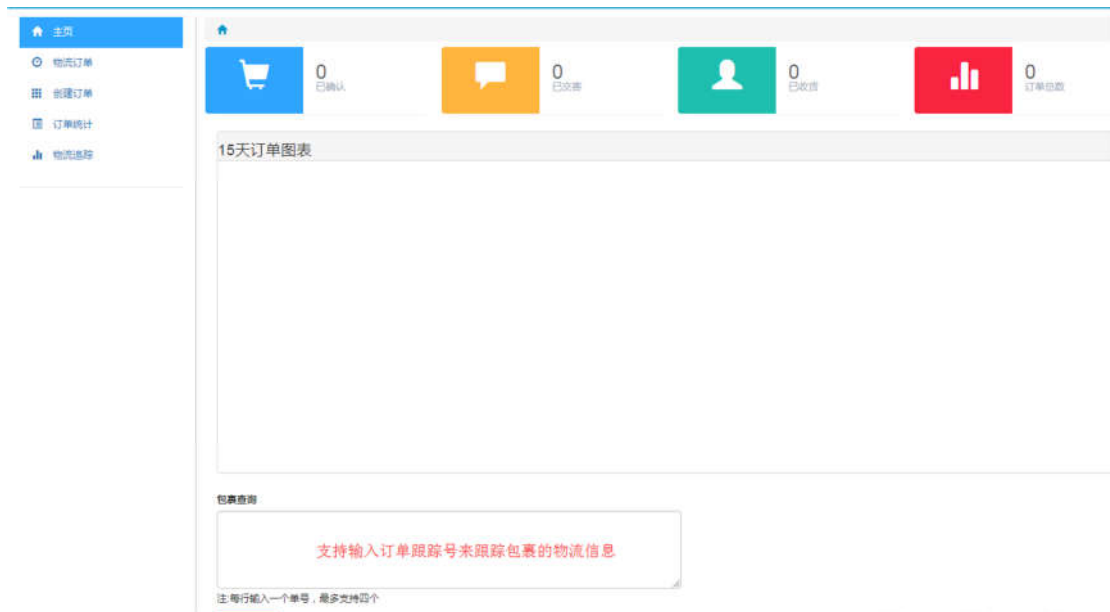 主页
物流订单
创建订单
订单统计
物流追踪
0
已确认
0
已交寄
0
已收货
0
订单总数
15天订单图表
包裹查询
支持输入订单跟踪号来跟踪包裹的物流信息
注:每行输入一个单号，最多支持四个